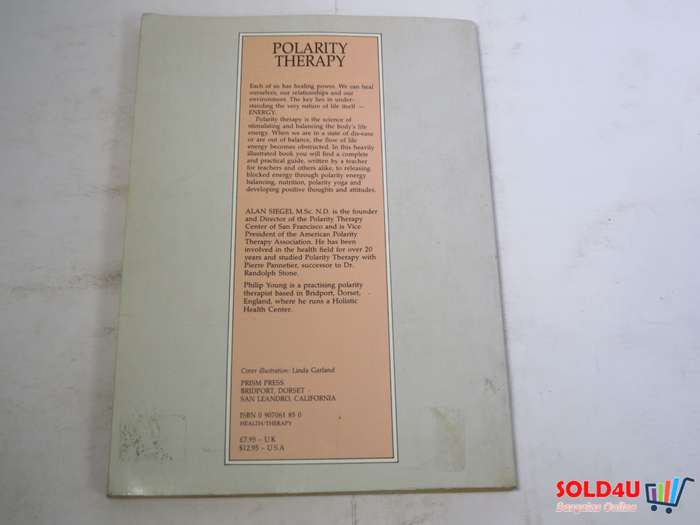 POLARITY
THERAPY
Each of us has healing power. We can heal
ourselves, our relationships and our
environment. The key lies in under-
standing the very nature of life itself —
ENERGY.
Polarity therapy is the science of
stimulating and balancing the body's life
energy. When we are in a state of dis-ease
or are out of balance, the flow of life
energy becomes obstructed. In this heavily
illustrated book you will find a complete
and practical guide, written by a teacher
for teachers and others alike, to releasing
blocked energy through polarity energy
balancing, nutrition, polarity yoga and
developing positive thoughts and attitudes.
ALAN SIEGEL M.Sc. N.D. is the founder
and Director of the Polarity Therapy
Center of San Francisco and is Vice
President of the American Polarity
Therapy Association. He has been
involved in the health field for over 20
years and studied Polarity Therapy with
Pierre Pannetier, successor to Dr.
Randolph Stone.
Philip Young is a practising polarity
therapist based in Bridport, Dorset,
England, where he runs a Holistic
Health Center.
Cover illustration: Linda Garland
PRISM PRESS
BRIDPORT, DORSET
SAN LEANDRO, CALIFORNIA
ISBN 0 907061 85 0
HEALTH/THERAPY
£7.95 – UK
$12.95 – USA
SOLD4U
Bargains Online